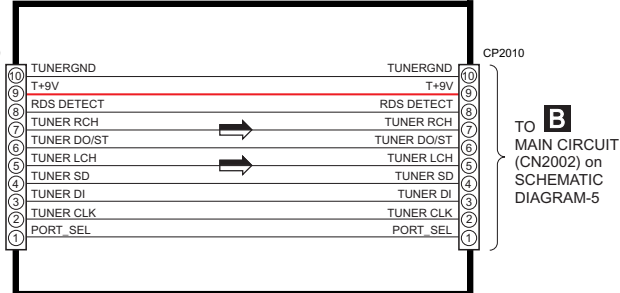 CP2010
10 TUNERGND TUNERGND 10
9 T+9V T+9V 9
8 RDS DETECT RDS DETECT 8
7 TUNER RCH TUNER RCH 7
6 TUNER DO/ST TUNER DO/ST 6
5 TUNER LCH TUNER LCH 5
4 TUNER SD TUNER SD 4
3 TUNER DI TUNER DI 3
2 TUNER CLK TUNER CLK 2
1 PORT_SEL PORT_SEL 1
TO B
MAIN CIRCUIT
(CN2002) on
SCHEMATIC
DIAGRAM-5